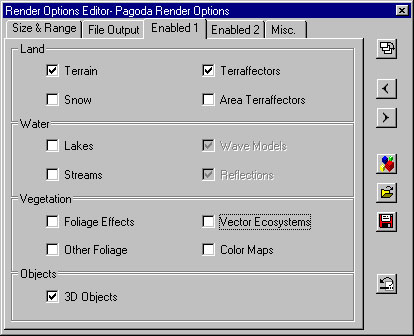 Render Options Editor- Pagoda Render Options
Size & Range File Output Enabled 1 Enabled 2 Misc.
Land
Terrain Terraffectors
Snow Area Terraffectors
Water
Lakes Wave Models
Streams Reflections
Vegetation
Foliage Effects Vector Ecosystems
Other Foliage Color Maps
Objects
3D Objects